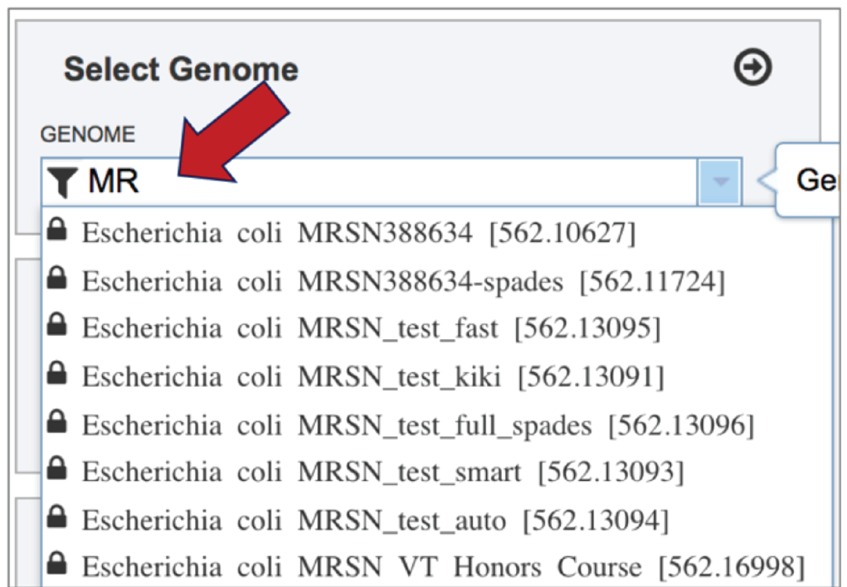 Select Genome
GENOME
MR
Ge
Escherichia coli MRSN388634 [562.10627]
Escherichia coli MRSN388634-spades [562.11724]
Escherichia coli MRSN_test_fast [562.13095]
Escherichia coli MRSN_test_kiki [562.13091]
Escherichia coli MRSN_test_full_spades [562.13096]
Escherichia coli MRSN_test_smart [562.13093]
Escherichia coli MRSN_test_auto [562.13094]
Escherichia coli MRSN VT Honors Course [562.16998]